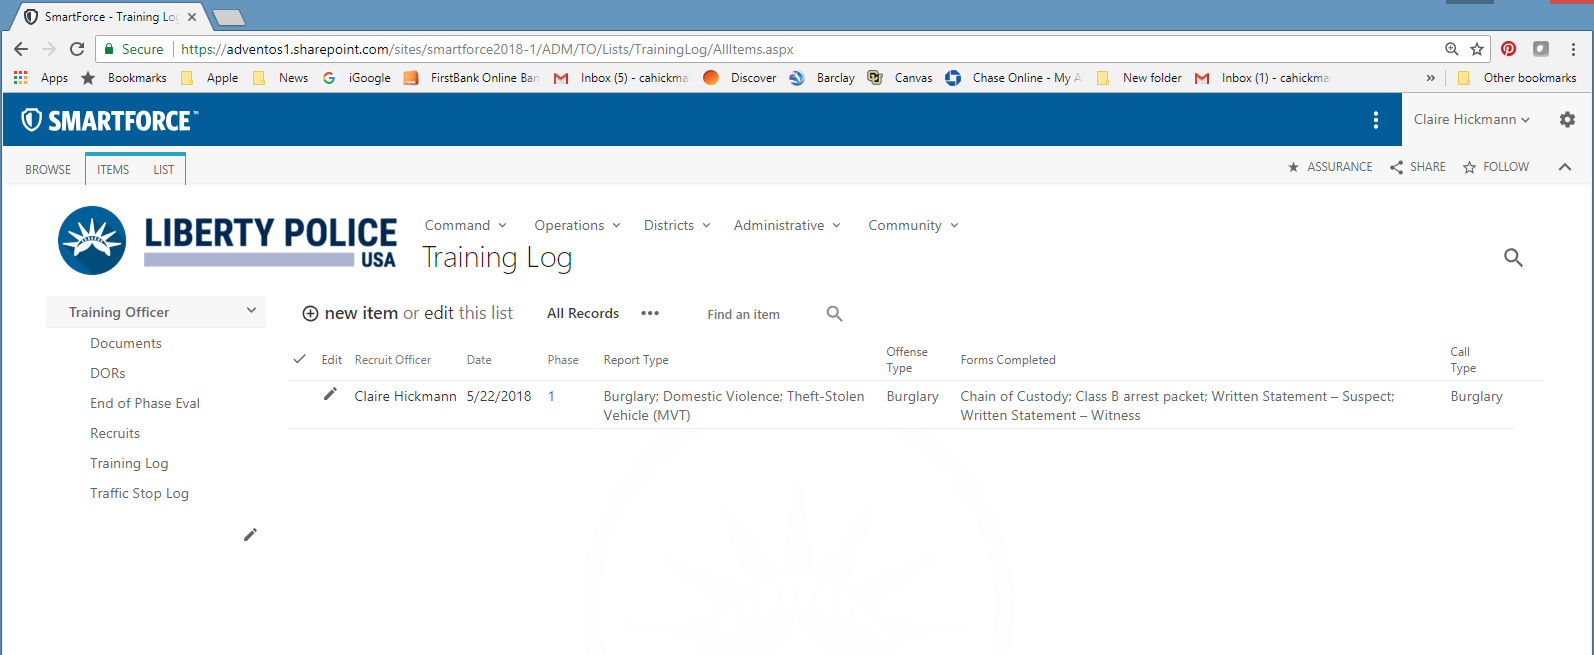 SmartForce - Training Log
Secure https://adventos1.sharepoint.com/sites/smartforce2018-1/ADM/TO/Lists/TrainingLog/AllItems.aspx
Apps Bookmarks Apple News iGoogle FirstBank Online Ban Inbox (5) - cahickma Discover Barclay Canvas Chase Online - My A New folder Inbox (1) - cahickma » Other bookmarks
SMARTFORCE™ Claire Hickmann
BROWSE ITEMS LIST ASSURANCE SHARE FOLLOW
LIBERTY POLICE
USA
Command Operations Districts Administrative Community
Training Log
Training Officer
Documents
DORs
End of Phase Eval
Recruits
Training Log
Traffic Stop Log
new item or edit this list All Records ••• Find an item
Edit Recruit Officer Date Phase Report Type Offense Type Forms Completed Call Type
Claire Hickmann 5/22/2018 1 Burglary; Domestic Violence; Theft-Stolen Vehicle (MVT) Burglary Chain of Custody; Class B arrest packet; Written Statement – Suspect; Written Statement – Witness Burglary